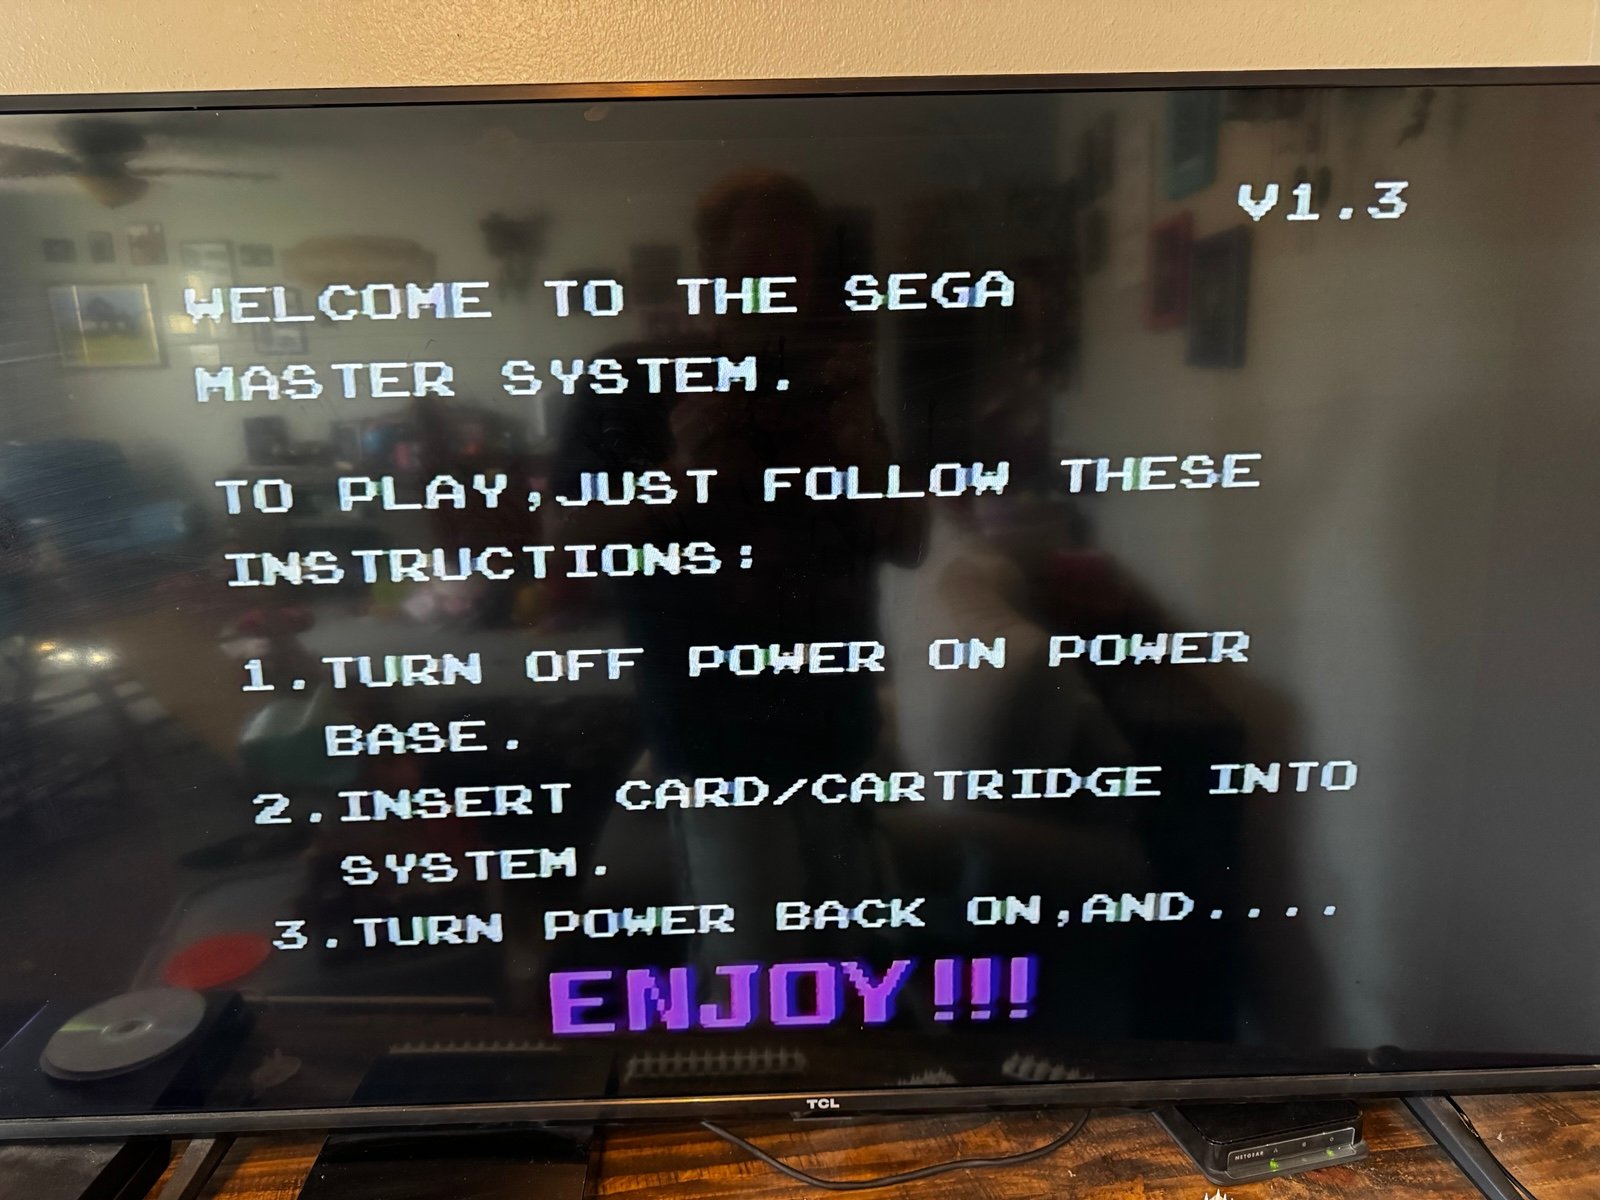 V1.3
WELCOME TO THE SEGA
MASTER SYSTEM.
TO PLAY,JUST FOLLOW THESE
INSTRUCTIONS:
1.TURN OFF POWER ON POWER
BASE.
2.INSERT CARD/CARTRIDGE INTO
SYSTEM.
3.TURN POWER BACK ON,AND....
ENJOY!!!
TCL
NETGEAR